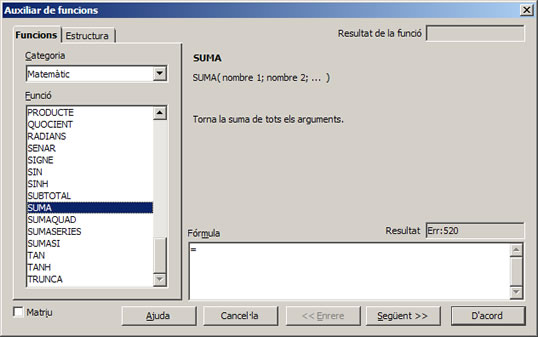 Auxiliar de funcions
Funcions Estructura
Resultat de la funció
Categoria
Matemàtic
Funció
PRODUCTE
QUOCIENT
RADIANS
SENAR
SIGNE
SIN
SINH
SUBTOTAL
SUMA
SUMAQUAD
SUMASERIES
SUMASI
TAN
TANH
TRUNCA
SUMA
SUMA( nombre 1; nombre 2; ... )
Torna la suma de tots els arguments.
Fórmula
Resultat Err:520
=
Matriu
Ajuda
Cancel·la
<< Enrere
Següent >>
D'acord